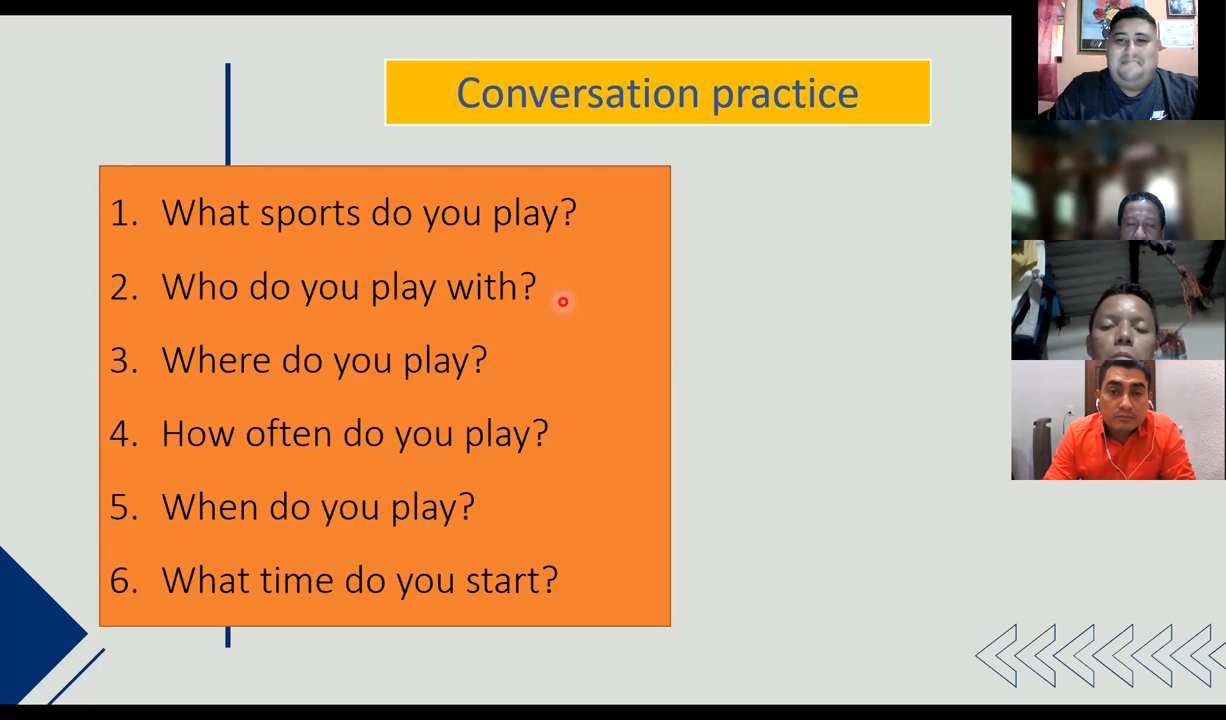 Conversation practice
1. What sports do you play?
2. Who do you play with?
3. Where do you play?
4. How often do you play?
5. When do you play?
6. What time do you start?